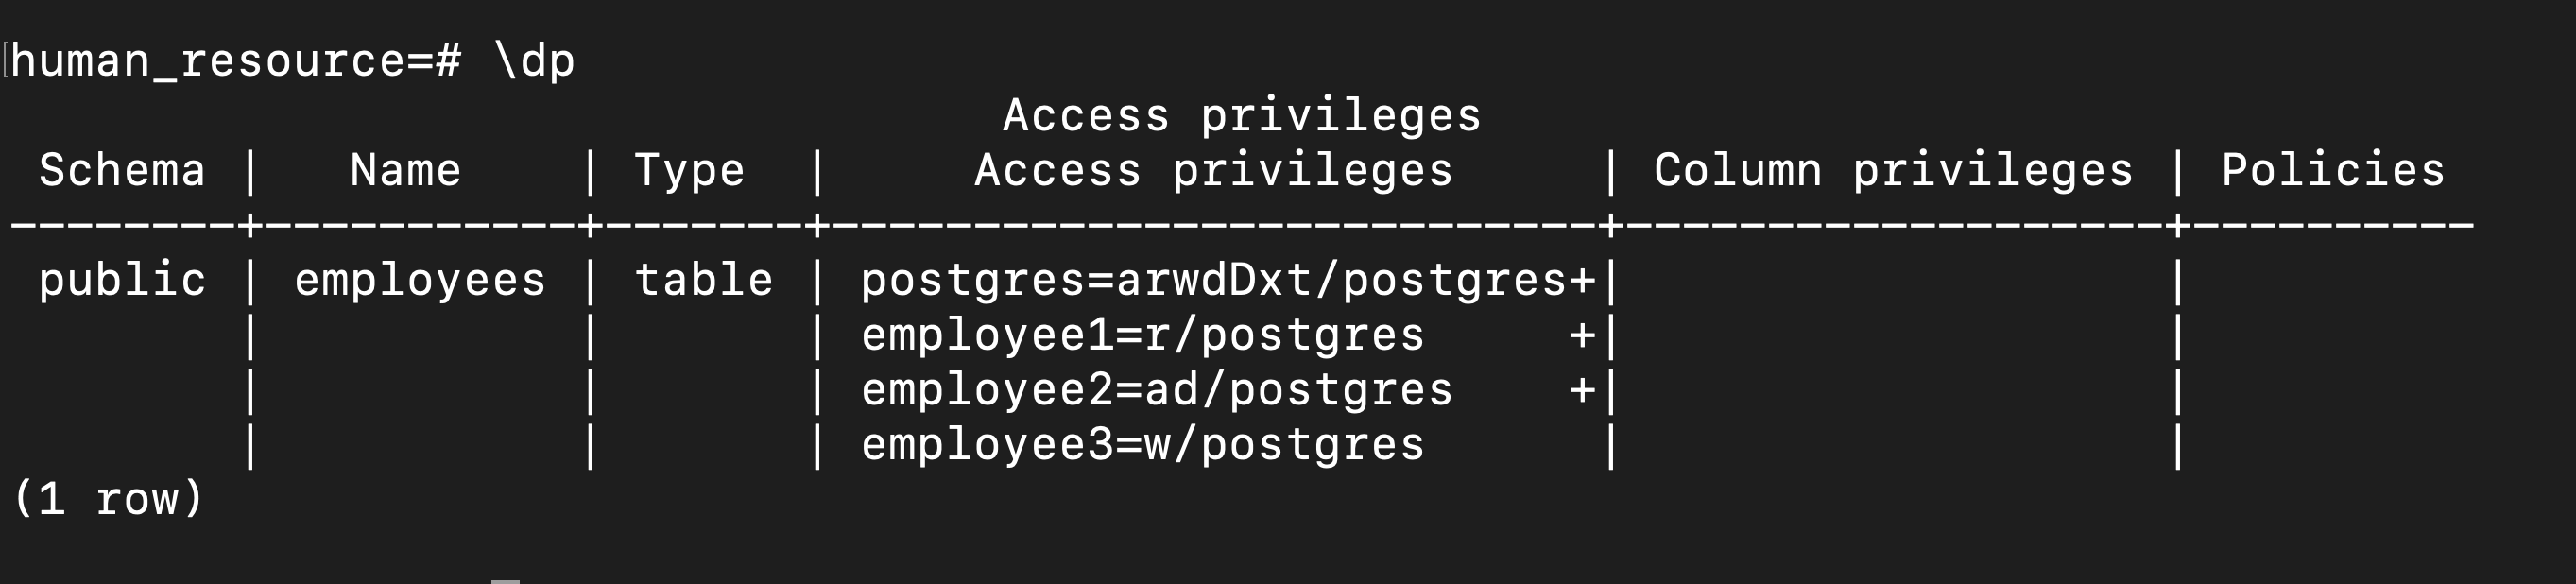 human_resource=# \dp
                                   Access privileges
 Schema |   Name    | Type  |     Access privileges     | Column privileges | Policies
--------+-----------+-------+---------------------------+-------------------+----------
 public | employees | table | postgres=arwdDxt/postgres+|                   |
        |           |       | employee1=r/postgres     +|                   |
        |           |       | employee2=ad/postgres    +|                   |
        |           |       | employee3=w/postgres      |                   |
(1 row)